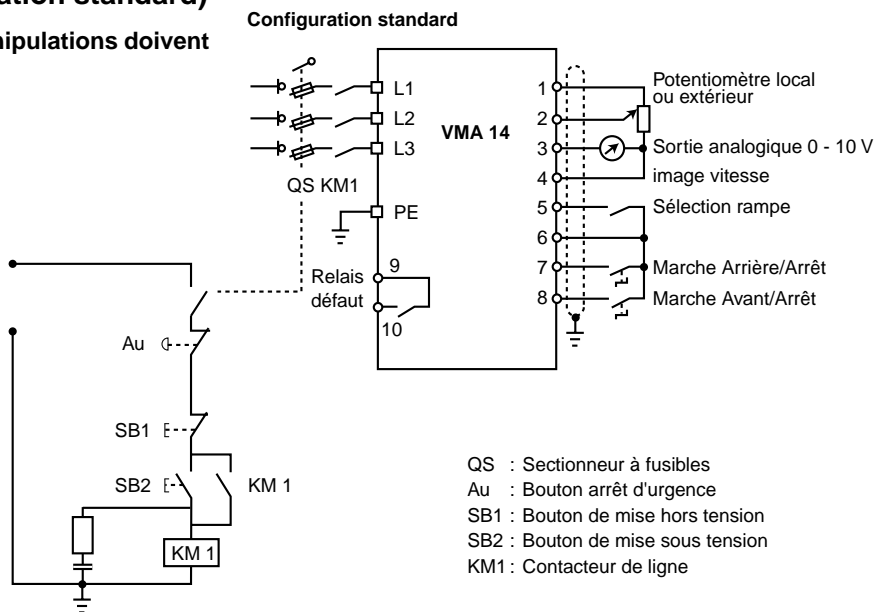 ation standard)
nipulations doivent
Configuration standard
L1
L2
L3
QS KM1
PE
VMA 14
1
2
3
4
5
6
7
8
Potentiomètre local
ou extérieur
Sortie analogique 0 - 10 V
image vitesse
Sélection rampe
Marche Arrière/Arrêt
Marche Avant/Arrêt
Relais
défaut
9
10
Au
SB1
SB2
KM 1
KM 1
QS : Sectionneur à fusibles
Au : Bouton arrêt d'urgence
SB1 : Bouton de mise hors tension
SB2 : Bouton de mise sous tension
KM1 : Contacteur de ligne